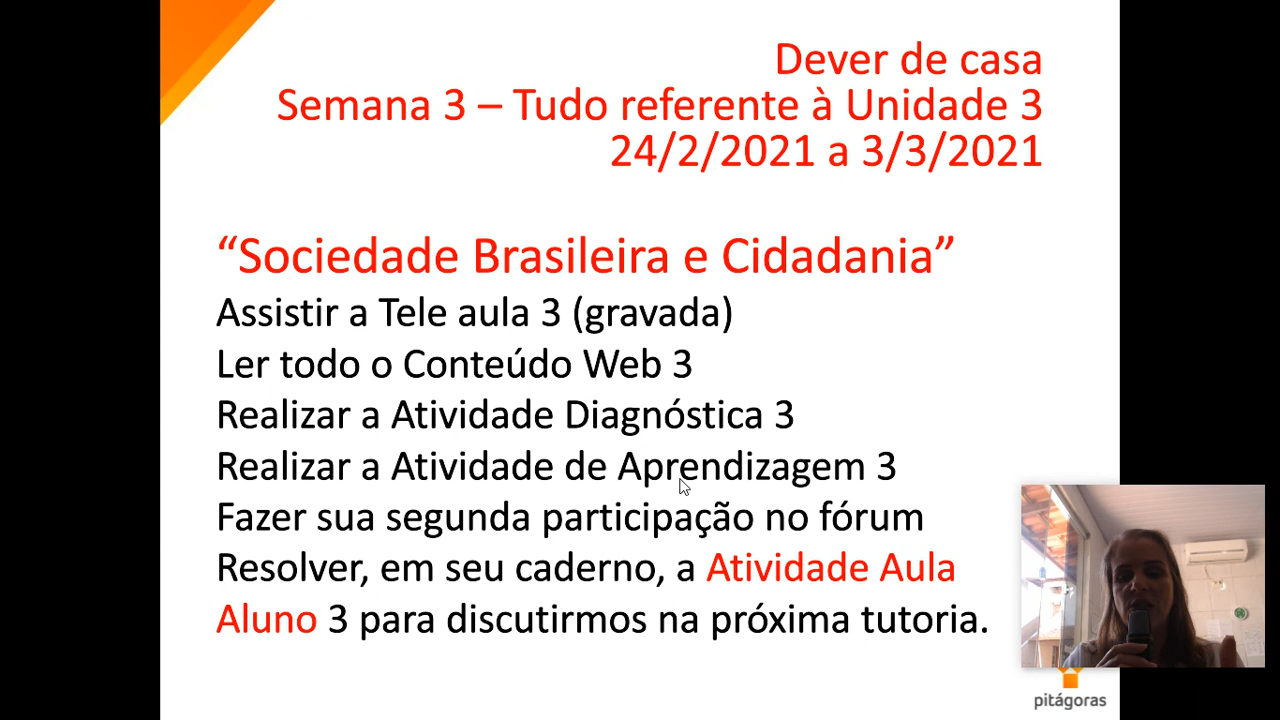 Dever de casa
Semana 3 – Tudo referente à Unidade 3
24/2/2021 a 3/3/2021
“Sociedade Brasileira e Cidadania”
Assistir a Tele aula 3 (gravada)
Ler todo o Conteúdo Web 3
Realizar a Atividade Diagnóstica 3
Realizar a Atividade de Aprendizagem 3
Fazer sua segunda participação no fórum
Resolver, em seu caderno, a Atividade Aula
Aluno 3 para discutirmos na próxima tutoria.
pitágoras